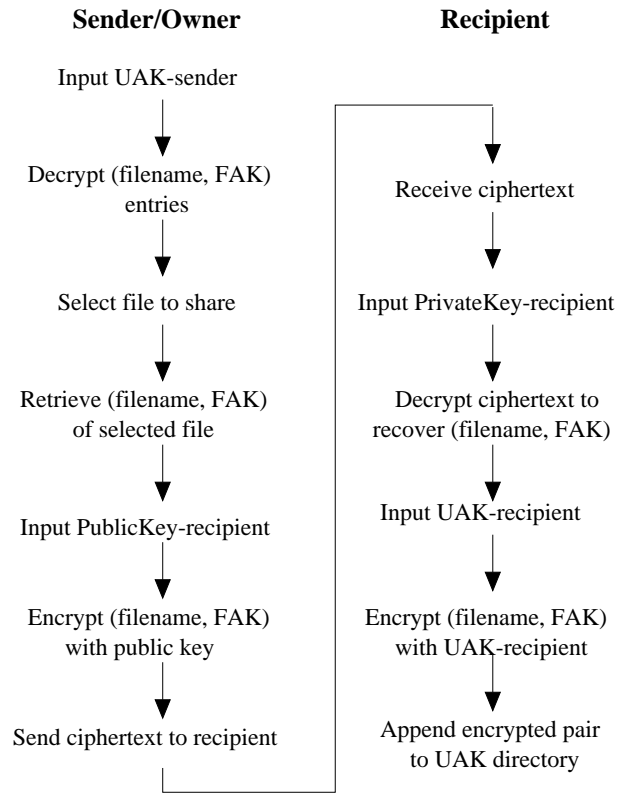 Sender/Owner
Input UAK-sender
Decrypt (filename, FAK)
entries
Select file to share
Retrieve (filename, FAK)
of selected file
Input PublicKey-recipient
Encrypt (filename, FAK)
with public key
Send ciphertext to recipient
Recipient
Receive ciphertext
Input PrivateKey-recipient
Decrypt ciphertext to
recover (filename, FAK)
Input UAK-recipient
Encrypt (filename, FAK)
with UAK-recipient
Append encrypted pair
to UAK directory